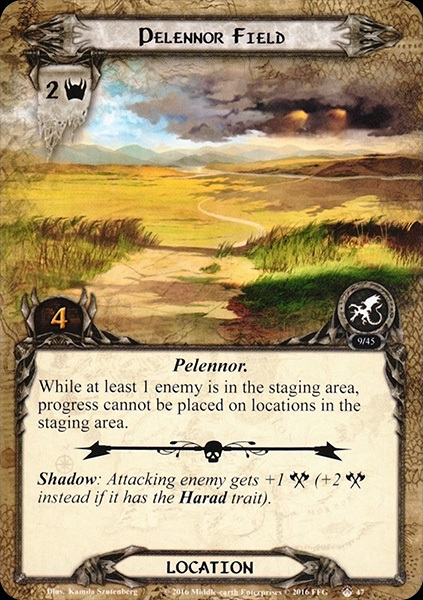 Pelennor Field
2
4
9/45
Pelennor.
While at least 1 enemy is in the staging area,
progress cannot be placed on locations in the
staging area.
Shadow: Attacking enemy gets +1 (+2
instead if it has the Harad trait).
LOCATION
Illus. Kamila Szutenberg © 2016 Middle-earth Enterprises © 2016 FFG 47